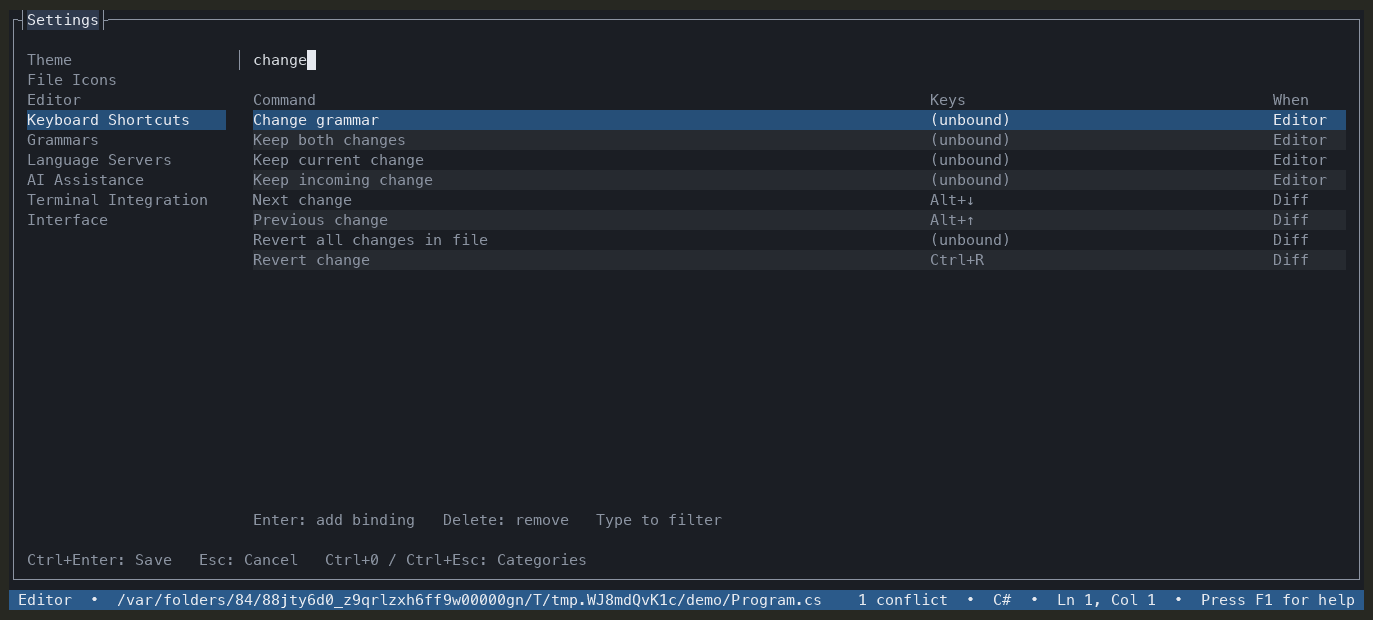 Settings
Theme
change
File Icons
Editor
Command Keys When
Keyboard Shortcuts
Change grammar (unbound) Editor
Grammars
Keep both changes (unbound) Editor
Language Servers
Keep current change (unbound) Editor
AI Assistance
Keep incoming change (unbound) Editor
Terminal Integration
Next change Alt+↓ Diff
Interface
Previous change Alt+↑ Diff
Revert all changes in file (unbound) Diff
Revert change Ctrl+R Diff
Enter: add binding Delete: remove Type to filter
Ctrl+Enter: Save Esc: Cancel Ctrl+0 / Ctrl+Esc: Categories
Editor • /var/folders/84/88jty6d0_z9qrlzxh6ff9w00000gn/T/tmp.WJ8mdQvK1c/demo/Program.cs 1 conflict • C# • Ln 1, Col 1 • Press F1 for help